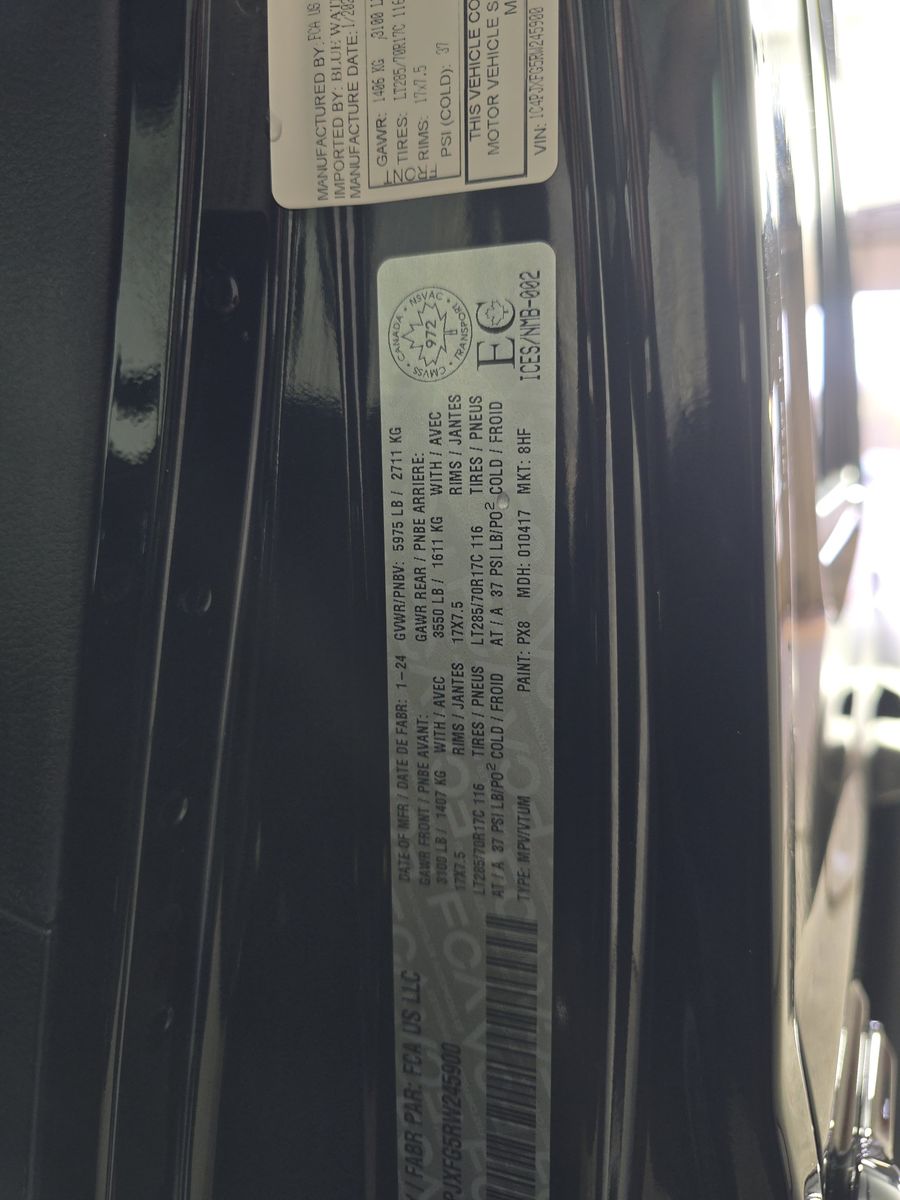 MANUFACTURED BY: FCA US
IMPORTED BY: BLUE WAT
MANUFACTURE DATE: 1/202
GAWR: 1406 KG 3100 L
TIRES: LT285/70R17C 116
RIMS: 17x7.5
PSI (COLD): 37
THIS VEHICLE CO
MOTOR VEHICLE S
VIN: 1C4PJXFG5RW245900
/ FABR PAR: FCA US LLC
PJXFG5RW245900
DATE OF MFR / DATE DE FABR: 1-24 GVWR/PNBV: 5975 LB / 2711 KG
GAWR FRONT / PNBE AVANT: GAWR REAR / PNBE ARRIERE:
3100 LB / 1407 KG WITH / AVEC 3550 LB / 1611 KG WITH / AVEC
17X7.5 RIMS / JANTES 17X7.5 RIMS / JANTES
LT285/70R17C 116 TIRES / PNEUS LT285/70R17C 116 TIRES / PNEUS
AT / A 37 PSI LB/PO² COLD / FROID AT / A 37 PSI LB/PO² COLD / FROID
TYPE: MPV/VTUM PAINT: PX8 MDH: 010417 MKT: 8HF
CANADA • NSVAC • TRANSPORT • CMVSS
972
EC
ICES/NMB-002